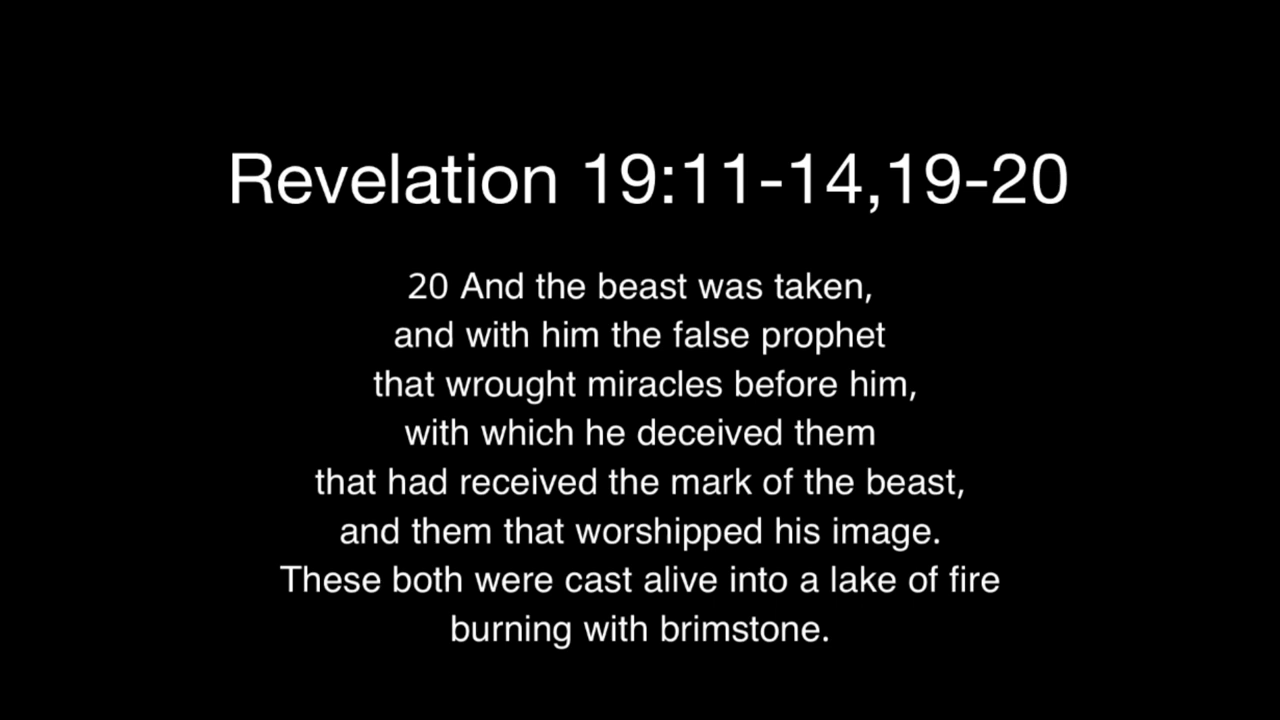 Revelation 19:11-14,19-20
20 And the beast was taken,
and with him the false prophet
that wrought miracles before him,
with which he deceived them
that had received the mark of the beast,
and them that worshipped his image.
These both were cast alive into a lake of fire
burning with brimstone.